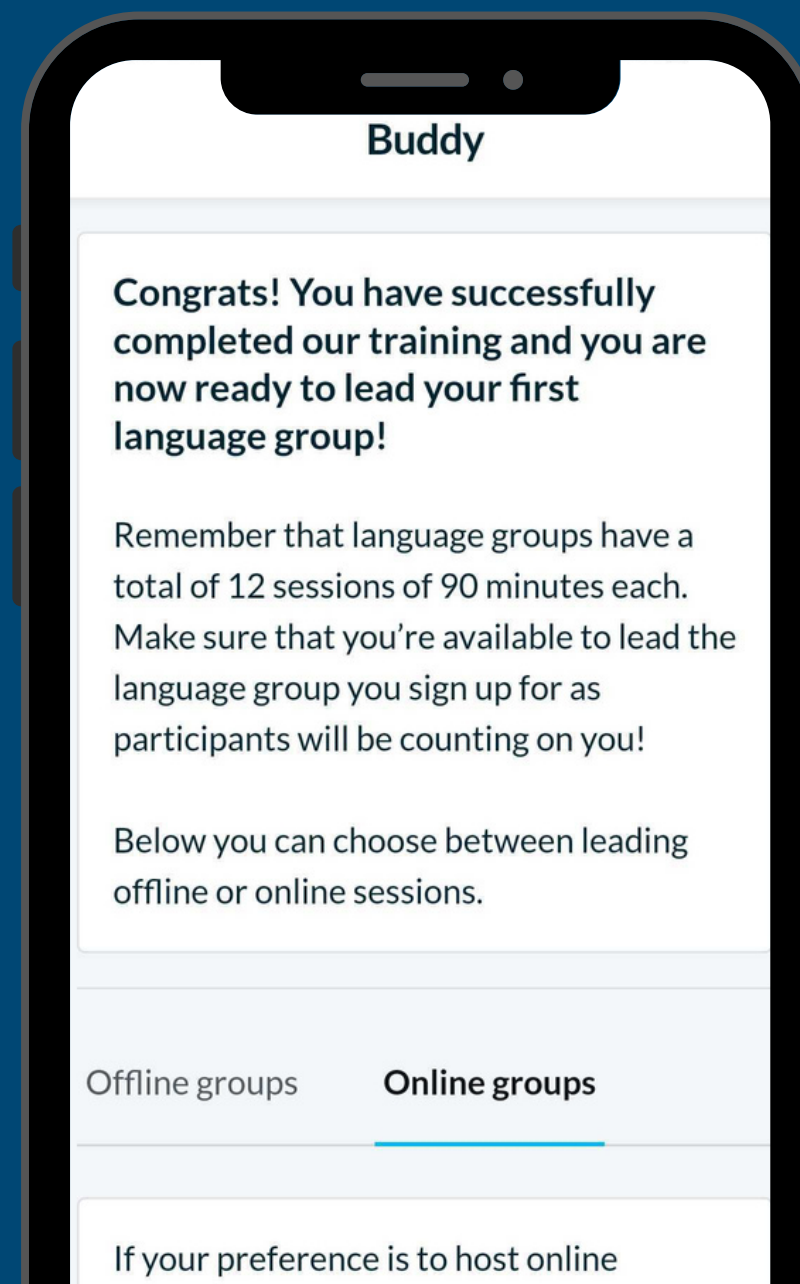 Buddy
Congrats! You have successfully
completed our training and you are
now ready to lead your first
language group!
Remember that language groups have a
total of 12 sessions of 90 minutes each.
Make sure that you’re available to lead the
language group you sign up for as
participants will be counting on you!
Below you can choose between leading
offline or online sessions.
Offline groups
Online groups
If your preference is to host online